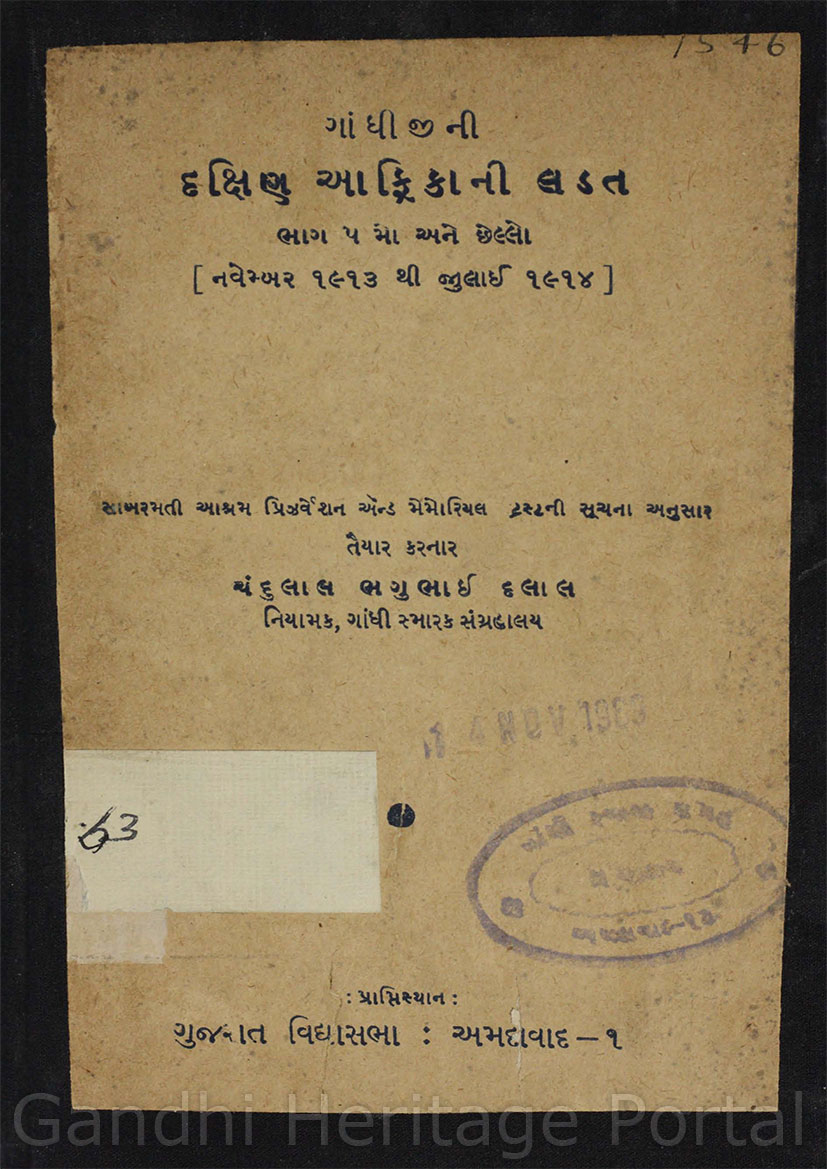 1546
ગાંધીજીની
દક્ષિણ આફ્રિકાની લડત
ભાગ ૫ મો અને છેલ્લો
[ નવેમ્બર ૧૯૧૩ થી જુલાઈ ૧૯૧૪ ]
સાબરમતી આશ્રમ પ્રિઝર્વેશન ઍન્ડ મેમોરિયલ ટ્રસ્ટની સૂચના અનુસાર
તૈયાર કરનાર
ચંદુલાલ ભગુભાઈ દલાલ
નિયામક, ગાંધી સ્મારક સંગ્રહાલય
63
: પ્રાપ્તિસ્થાન :
ગુજરાત વિદ્યાસભા : અમદાવાદ – ૧
Gandhi Heritage Portal